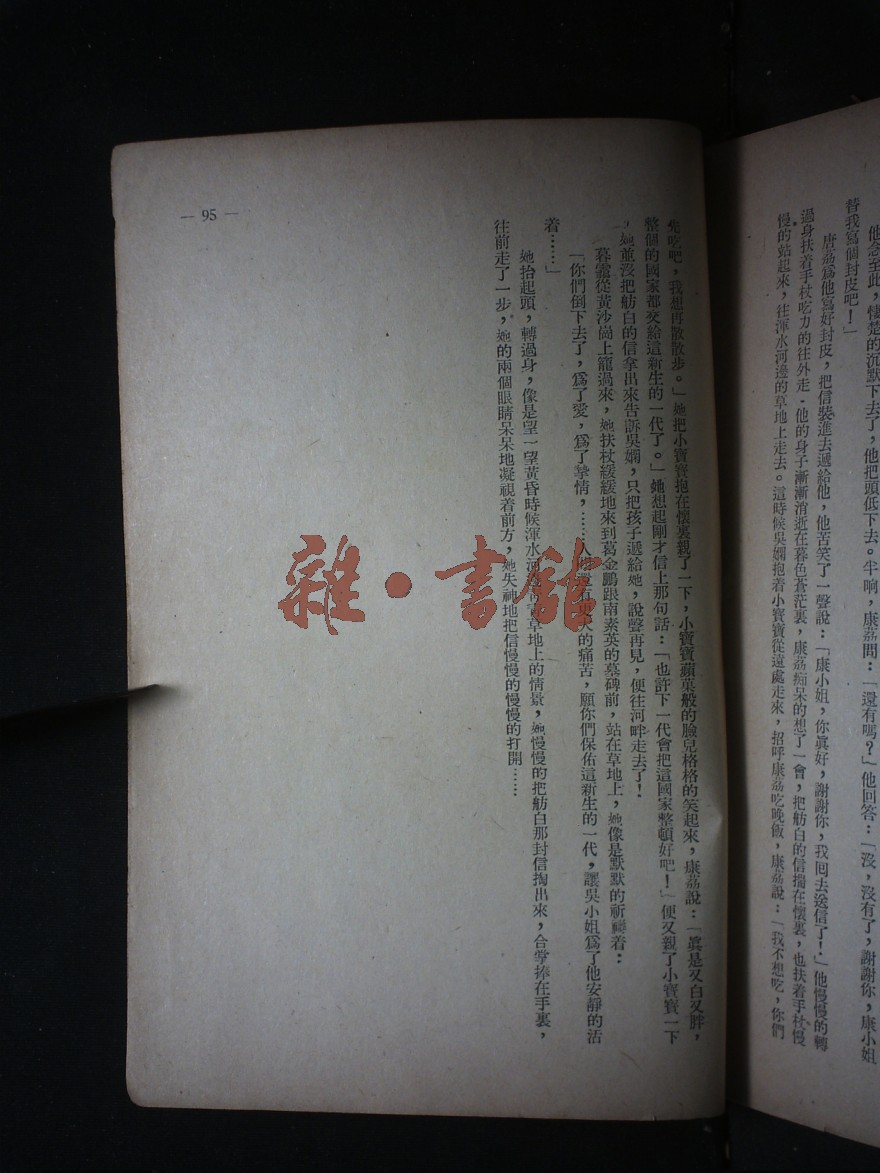 他念至此，悽楚的沉默下去了，他把頭低下去。半晌，康荔問：「還有嗎？」他回答：「沒，沒有了，謝謝你，康小姐
替我寫個封皮吧！」
唐荔為他寫好封皮，把信裝進去遞給他，他苦笑了一聲說：「康小姐，你眞好，謝謝你，我回去送信了！」他慢慢的轉
過身扶着手杖吃力的往外走．他的身子漸漸消逝在暮色蒼茫裏，康荔痴呆的想了一會，把舫白的信揣在懷裏，也扶着手杖慢
慢的站起來，往渾水河邊的草地上走去。這時候吳嫻抱着小寶寶從遠處走來，招呼康荔吃晚飯，康荔說：「我不想吃，你們
先吃吧，我想再散散步。」她把小寶寶抱在懷裏親了一下，小寶寶蘋菓般的臉兒格格的笑起來，康荔說：「眞是又白又胖，
整個的國家都交給這新生的一代了。」她想起剛才信上那句話：「也許下一代會把這國家整頓好吧！」便又親了小寶寶一下
，她並沒把舫白的信拿出來告訴吳嫻，只把孩子遞給她，說聲再見，便往河畔走去了！
暮靄從黃沙崗上籠過來，她扶杖緩緩地來到葛金鵬跟南素英的墓碑前，站在草地上，她像是默默的祈禱着：
「你們倒下去了，為了愛，為了摯情，……人間還有更大的痛苦，願你們保佑這新生的一代，讓吳小姐為了他安靜的活
着……」
她抬起頭，轉過身，像是望一望黃昏時候渾水河邊草地上的情景，她慢慢的把舫白那封信掏出來，合掌捧在手裏，
往前走了一步，她的兩個眼睛呆呆地凝視着前方，她失神地把信慢慢的慢慢的打開……
— 95 —
雜·書館